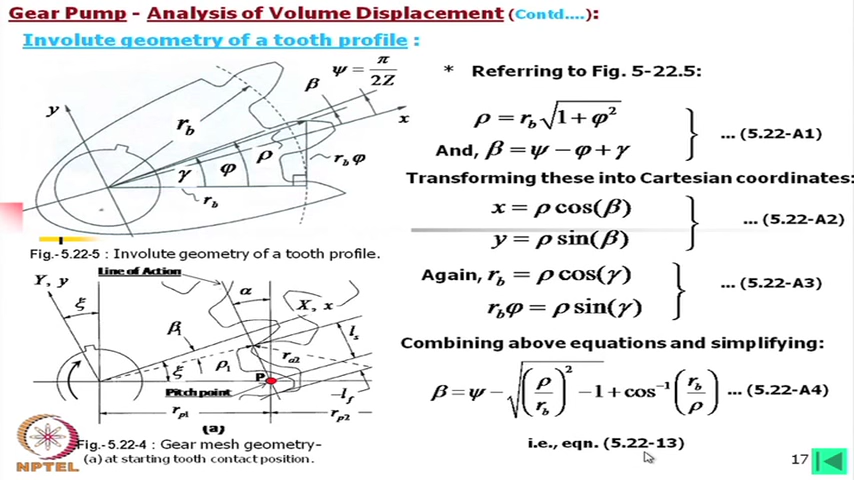 Gear Pump - Analysis of Volume Displacement (Contd....):
Involute geometry of a tooth profile :
ψ = π / 2Z
β
y
x
r_b
ρ
r_b φ
γ
φ
r_b
Fig.-5.22-5 : Involute geometry of a tooth profile.
Line of Action
Y, y
ξ
α
X, x
β_1
l_s
r_a2
ρ_1
ξ
P
Pitch point
-l_f
r_p1
r_p2
(a)
Fig.-5.22-4 : Gear mesh geometry-
(a) at starting tooth contact position.
NPTEL
* Referring to Fig. 5-22.5:
ρ = r_b √(1 + φ²)
And, β = ψ − φ + γ
... (5.22-A1)
Transforming these into Cartesian coordinates:
x = ρ cos(β)
y = ρ sin(β)
... (5.22-A2)
Again, r_b = ρ cos(γ)
r_b φ = ρ sin(γ)
...(5.22-A3)
Combining above equations and simplifying:
β = ψ − √((ρ/r_b)² − 1) + cos⁻¹(r_b/ρ) ... (5.22-A4)
i.e., eqn. (5.22-13)
17